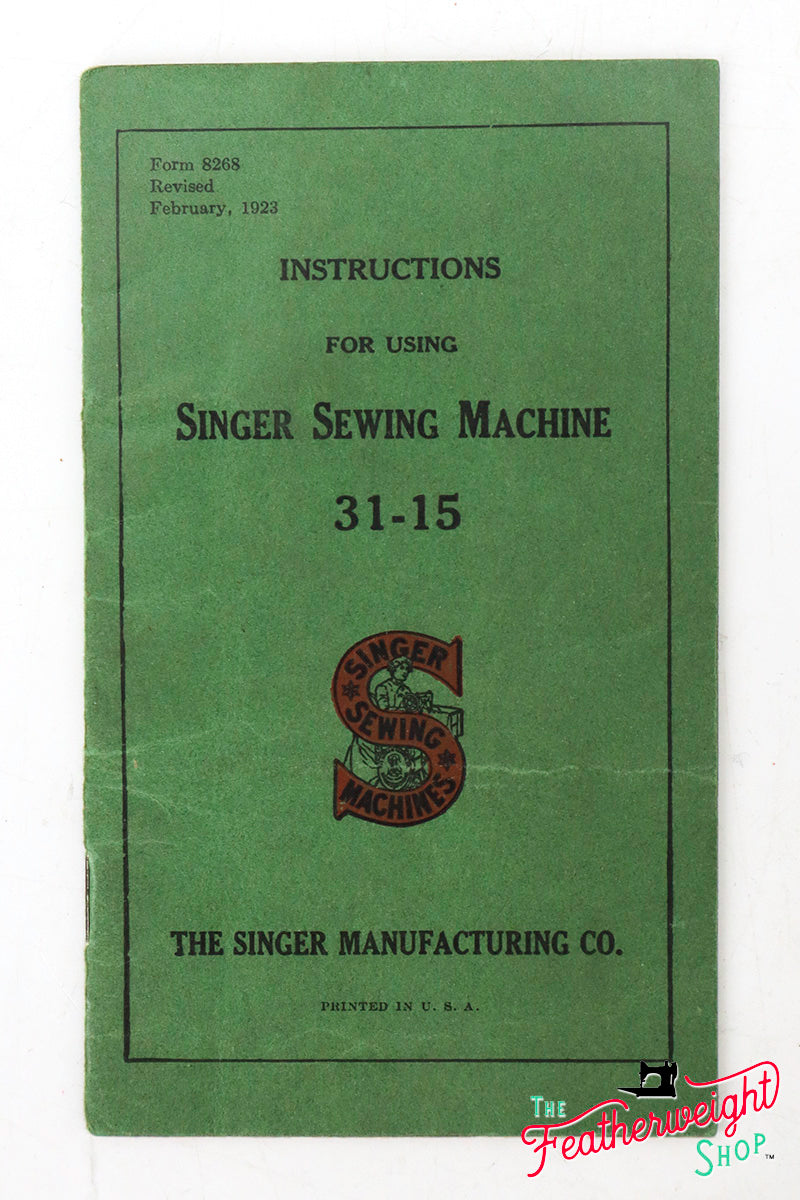 Form 8268
Revised
February, 1923
INSTRUCTIONS
FOR USING
SINGER SEWING MACHINE
31-15
SINGER
SEWING
MACHINES
THE SINGER MANUFACTURING CO.
PRINTED IN U. S. A.
THE
Featherweight
SHOP™